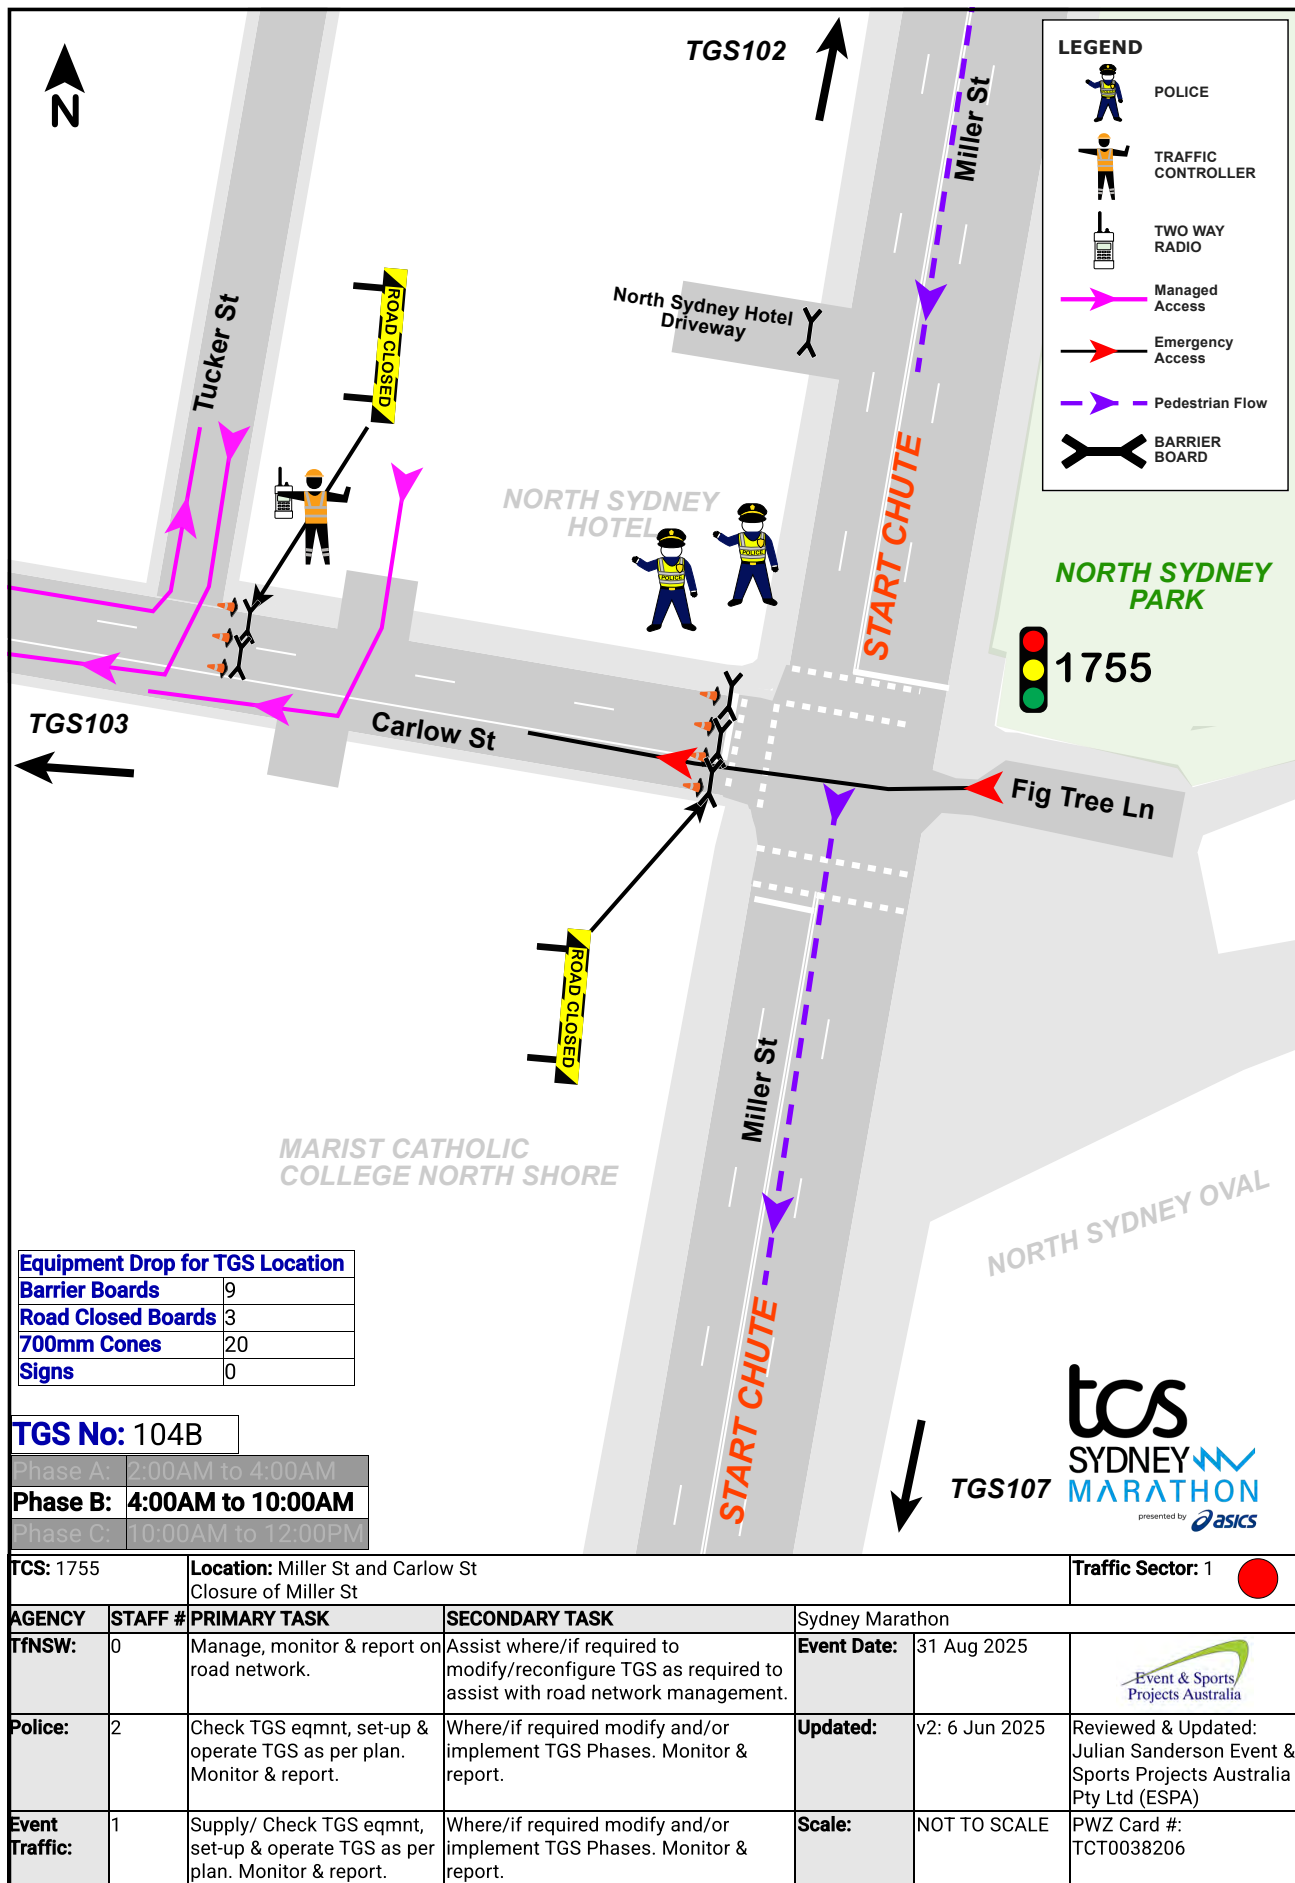 TGS102
N
Miller St
LEGEND
POLICE
TRAFFIC
CONTROLLER
TWO WAY
RADIO
Managed
Access
Emergency
Access
Pedestrian Flow
BARRIER
BOARD
Tucker St
ROAD CLOSED
North Sydney Hotel
Driveway
START CHUTE
NORTH SYDNEY
HOTEL
POLICE
POLICE
NORTH SYDNEY
PARK
1755
TGS103
Carlow St
Fig Tree Ln
ROAD CLOSED
Miller St
MARIST CATHOLIC
COLLEGE NORTH SHORE
NORTH SYDNEY OVAL
START CHUTE
TGS107
Equipment Drop for TGS Location
Barrier Boards 9
Road Closed Boards 3
700mm Cones 20
Signs 0
TGS No: 104B
Phase A: 2:00AM to 4:00AM
Phase B: 4:00AM to 10:00AM
Phase C: 10:00AM to 12:00PM
tcs
SYDNEY
MARATHON
presented by asics
TCS: 1755
Location: Miller St and Carlow St
Closure of Miller St
Traffic Sector: 1
AGENCY STAFF # PRIMARY TASK SECONDARY TASK Sydney Marathon
TfNSW: 0
Manage, monitor & report on
road network.
Assist where/if required to
modify/reconfigure TGS as required to
assist with road network management.
Event Date: 31 Aug 2025
Event & Sports
Projects Australia
Police: 2
Check TGS eqmnt, set-up &
operate TGS as per plan.
Monitor & report.
Where/if required modify and/or
implement TGS Phases. Monitor &
report.
Updated: v2: 6 Jun 2025
Reviewed & Updated:
Julian Sanderson Event &
Sports Projects Australia
Pty Ltd (ESPA)
Event
Traffic: 1
Supply/ Check TGS eqmnt,
set-up & operate TGS as per
plan. Monitor & report.
Where/if required modify and/or
implement TGS Phases. Monitor &
report.
Scale: NOT TO SCALE
PWZ Card #:
TCT0038206